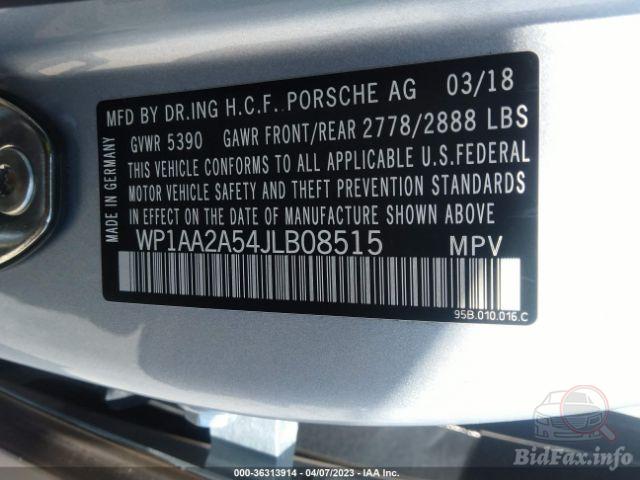 MFD BY DR.ING H.C.F. PORSCHE AG 03/18
GVWR 5390 GAWR FRONT/REAR 2778/2888 LBS
THIS VEHICLE CONFORMS TO ALL APPLICABLE U.S.FEDERAL
MOTOR VEHICLE SAFETY AND THEFT PREVENTION STANDARDS
IN EFFECT ON THE DATE OF MANUFACTURE SHOWN ABOVE.
WP1AA2A54JLB08515 MPV
95B.010.016.C
MADE IN GERMANY
000-36313914 - 04/07/2023 - IAA Inc.
BidFax.info